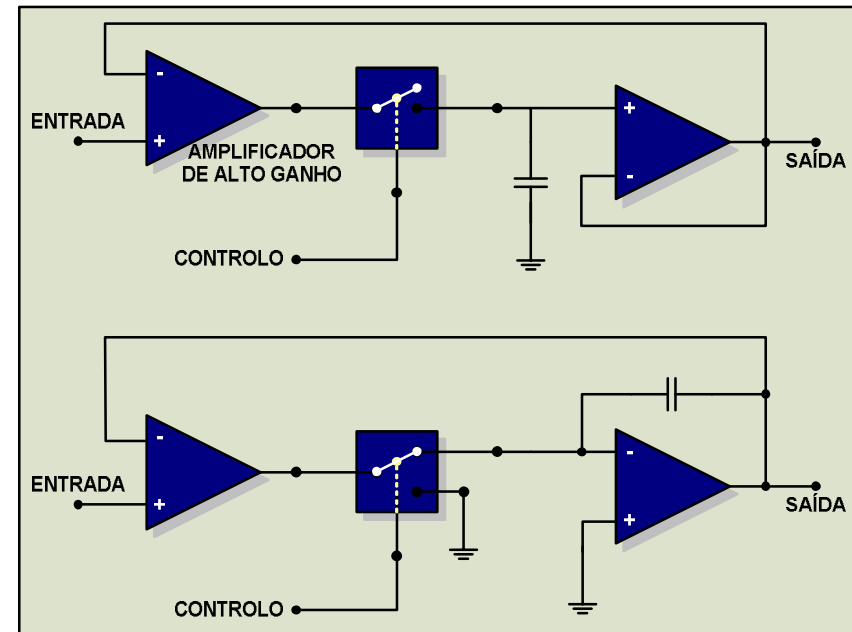 -
ENTRADA
+
AMPLIFICADOR
DE ALTO GANHO
+
-
SAÍDA
CONTROLO
-
ENTRADA
+
-
+
SAÍDA
CONTROLO